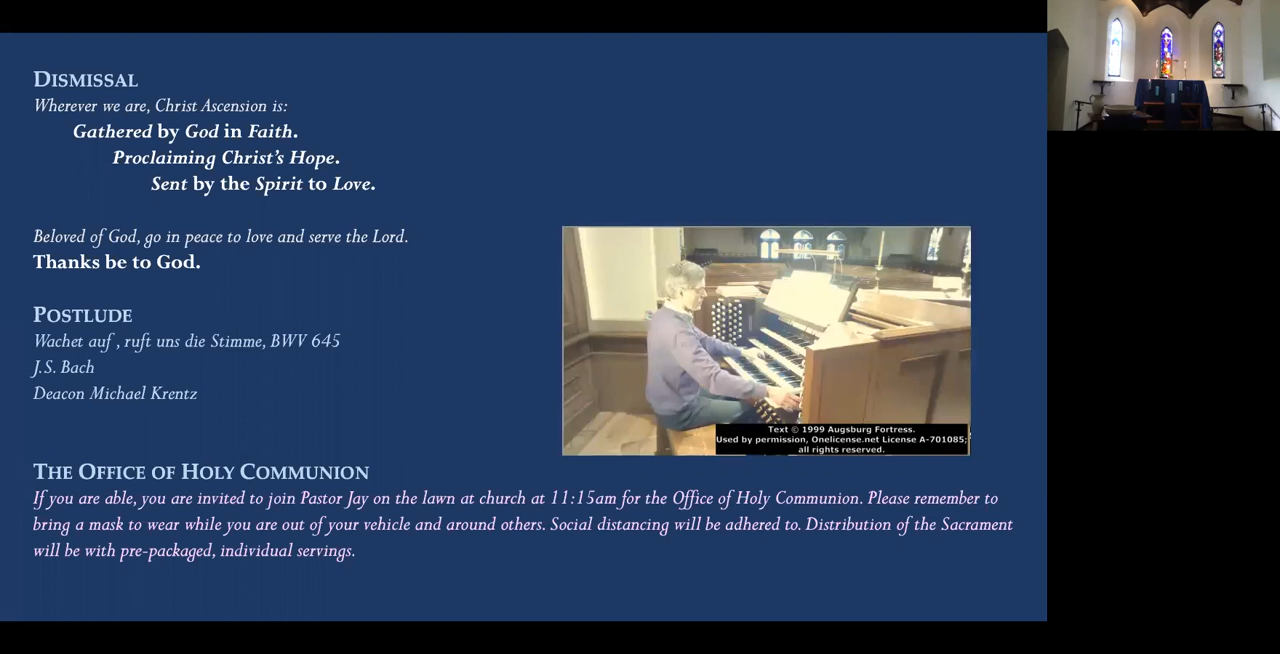 DISMISSAL
Wherever we are, Christ Ascension is:
Gathered by God in Faith.
Proclaiming Christ's Hope.
Sent by the Spirit to Love.
Beloved of God, go in peace to love and serve the Lord.
Thanks be to God.
POSTLUDE
Wachet auf , ruft uns die Stimme, BWV 645
J.S. Bach
Deacon Michael Krentz
Text © 1999 Augsburg Fortress.
Used by permission, Onelicense.net License A-701085;
all rights reserved.
THE OFFICE OF HOLY COMMUNION
If you are able, you are invited to join Pastor Jay on the lawn at church at 11:15am for the Office of Holy Communion. Please remember to
bring a mask to wear while you are out of your vehicle and around others. Social distancing will be adhered to. Distribution of the Sacrament
will be with pre-packaged, individual servings.